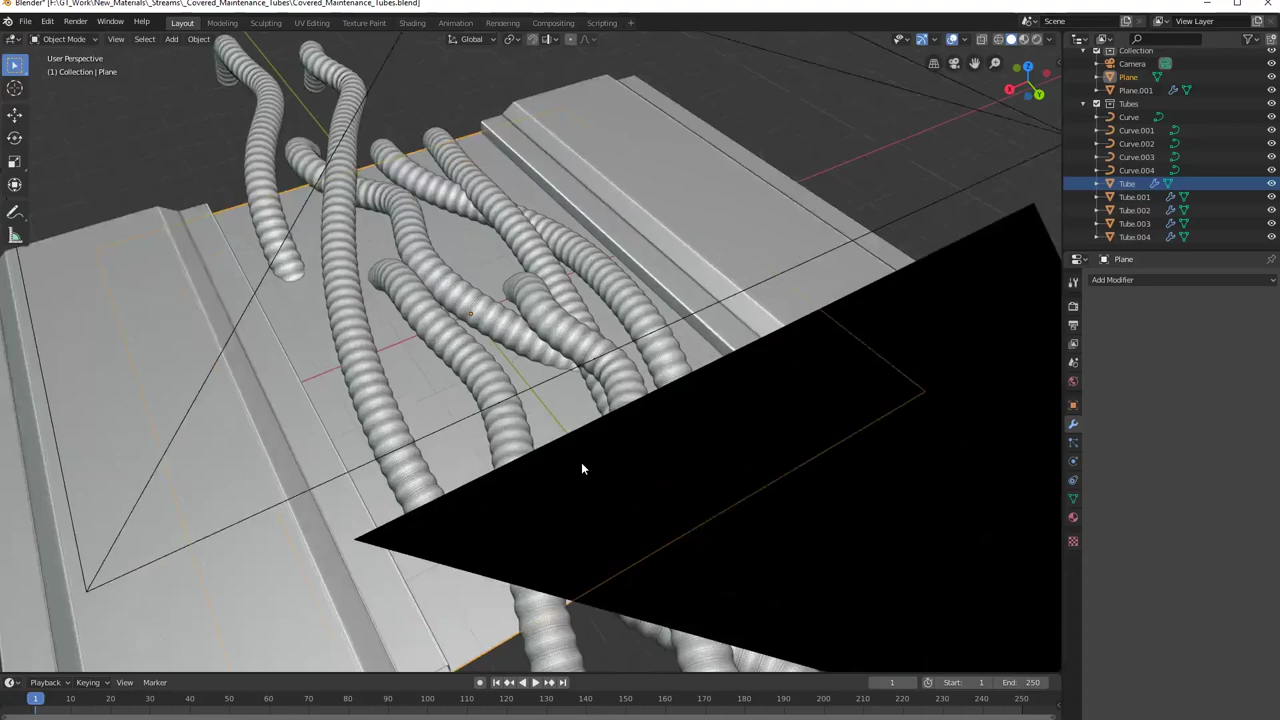 Blender* [F:\GT_Work\New_Materials\_Streams\_Covered_Maintenance_Tubes\Covered_Maintenance_Tubes.blend]
File Edit Render Window Help Layout Modeling Sculpting UV Editing Texture Paint Shading Animation Rendering Compositing Scripting Scene View Layer
Object Mode View Select Add Object Global
User Perspective
(1) Collection | Plane
Collection
Camera
Plane
Plane.001
Tubes
Curve
Curve.001
Curve.002
Curve.003
Curve.004
Tube
Tube.001
Tube.002
Tube.003
Tube.004
Plane
Add Modifier
X
Y
Z
Playback Keying View Marker 1 Start: 1 End: 250
1 10 20 30 40 50 60 70 80 90 100 110 120 130 140 150 160 170 180 190 200 210 220 230 240 250